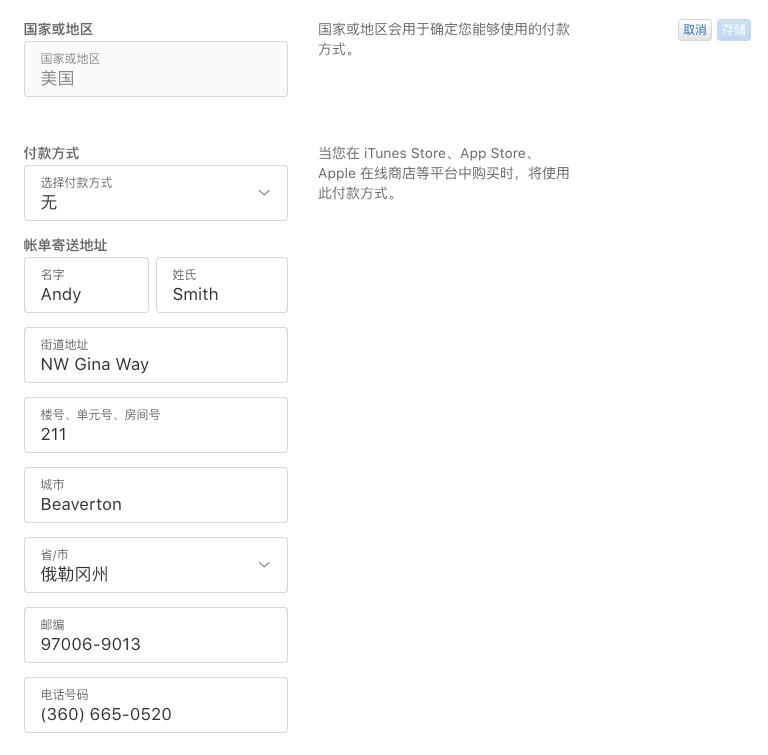 国家或地区
国家或地区
美国
国家或地区会用于确定您能够使用的付款
方式。
取消 存储
付款方式
选择付款方式
无
当您在 iTunes Store、App Store、
Apple 在线商店等平台中购买时，将使用
此付款方式。
帐单寄送地址
名字
Andy
姓氏
Smith
街道地址
NW Gina Way
楼号、单元号、房间号
211
城市
Beaverton
省/市
俄勒冈州
邮编
97006-9013
电话号码
(360) 665-0520